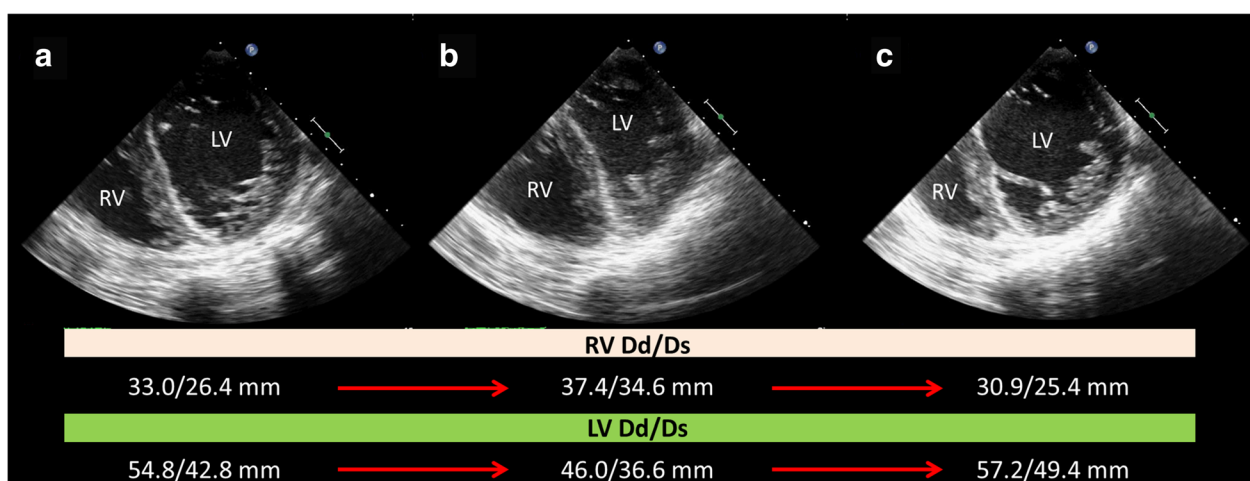 a b c
P P P
LV LV LV
RV RV RV
RV Dd/Ds
33.0/26.4 mm 37.4/34.6 mm 30.9/25.4 mm
LV Dd/Ds
54.8/42.8 mm 46.0/36.6 mm 57.2/49.4 mm